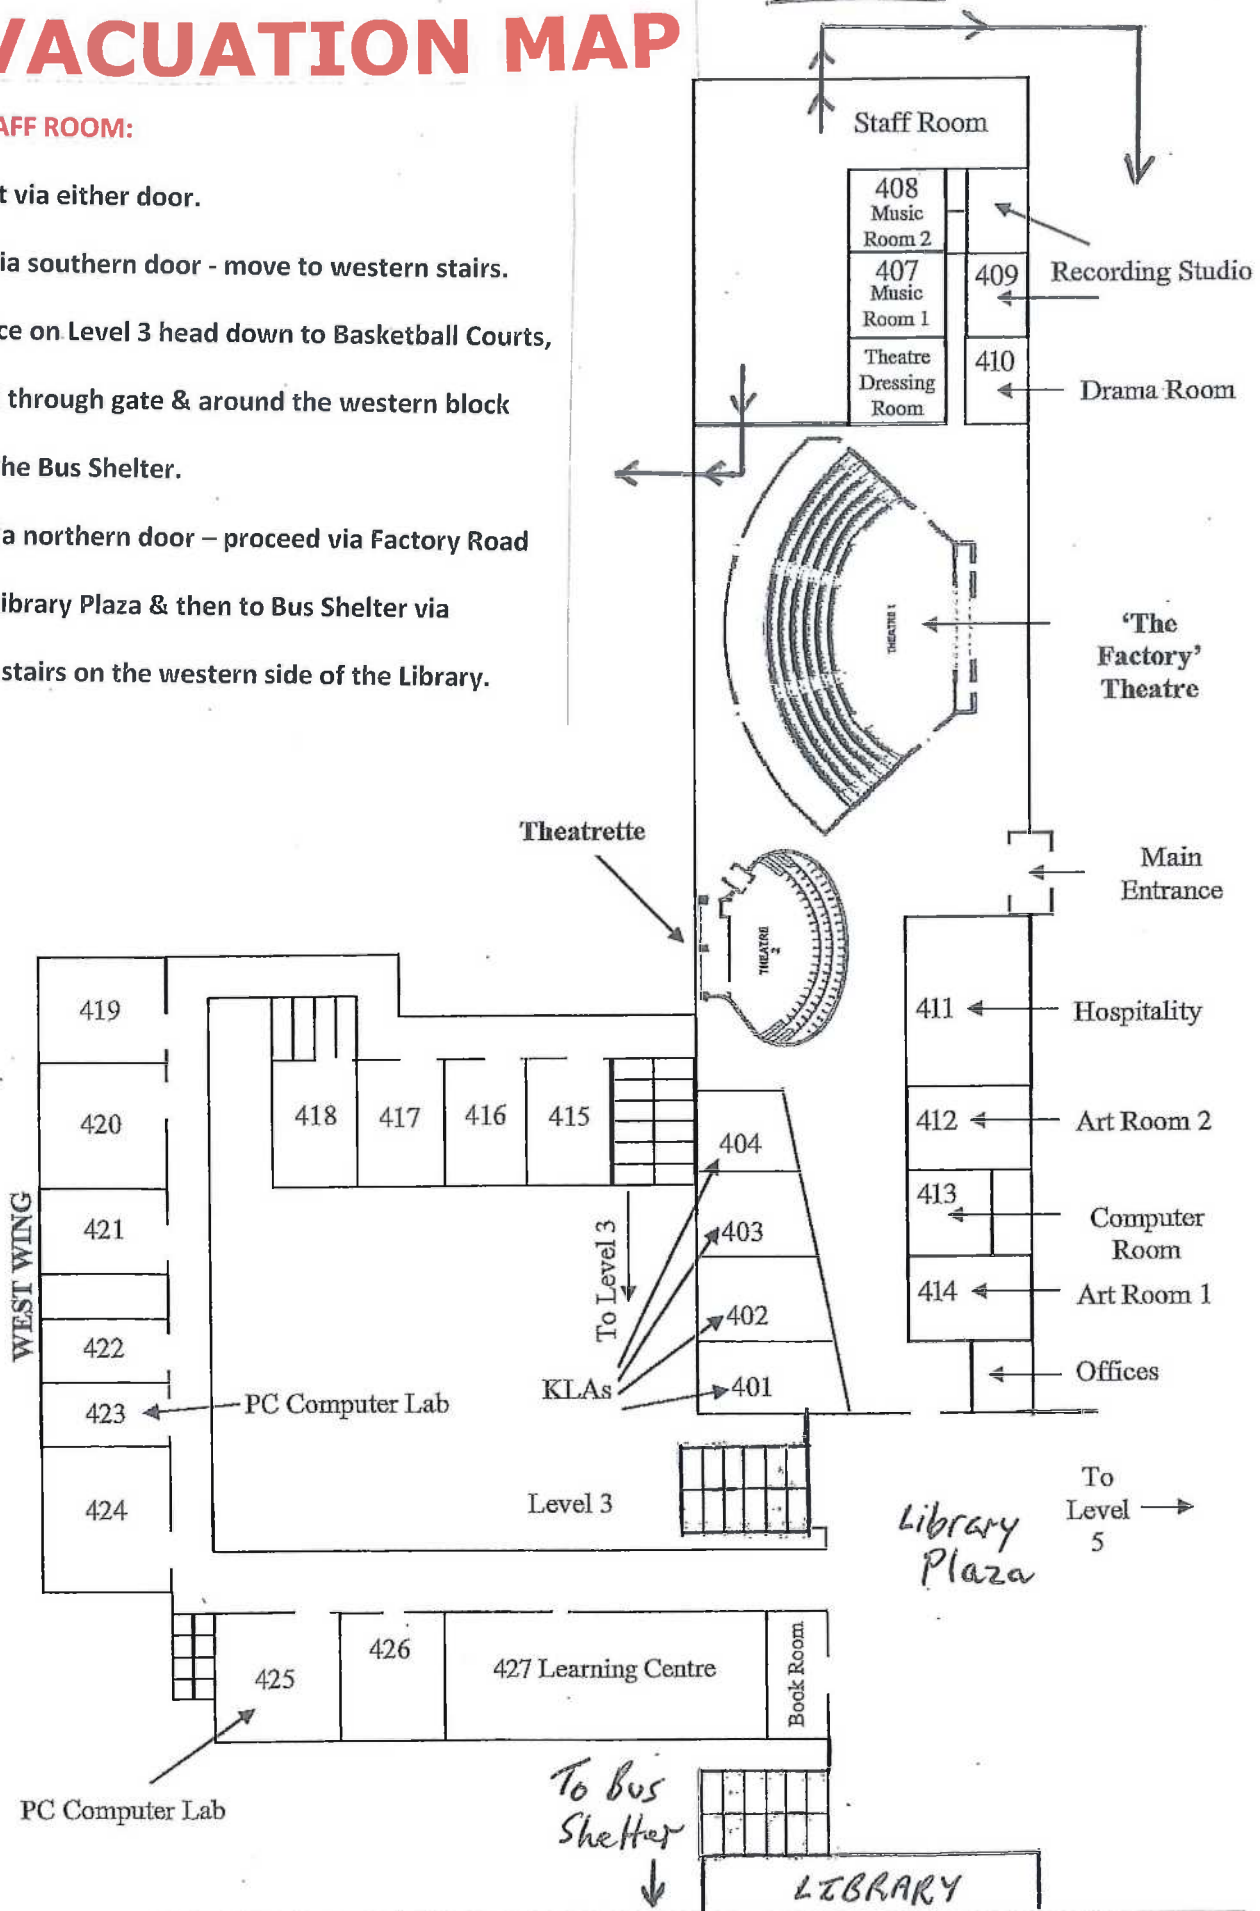 VACUATION MAP
AFF ROOM:
t via either door.
ia southern door - move to western stairs.
ce on Level 3 head down to Basketball Courts,
through gate & around the western block
he Bus Shelter.
a northern door – proceed via Factory Road
ibrary Plaza & then to Bus Shelter via
stairs on the western side of the Library.
Staff Room
408
Music
Room 2
407
Music
Room 1
Theatre
Dressing
Room
409
410
Recording Studio
Drama Room
THEATRE 1
'The
Factory'
Theatre
Theatrette
THEATRE
2
Main
Entrance
411
Hospitality
412
Art Room 2
413
Computer
Room
414
Art Room 1
Offices
419
420
421
422
423
424
WEST WING
418
417
416
415
404
403
402
401
To Level 3
KLAs
PC Computer Lab
Level 3
Library
Plaza
To
Level
5
425
426
427 Learning Centre
Book Room
PC Computer Lab
To Bus
Shelter
LIBRARY